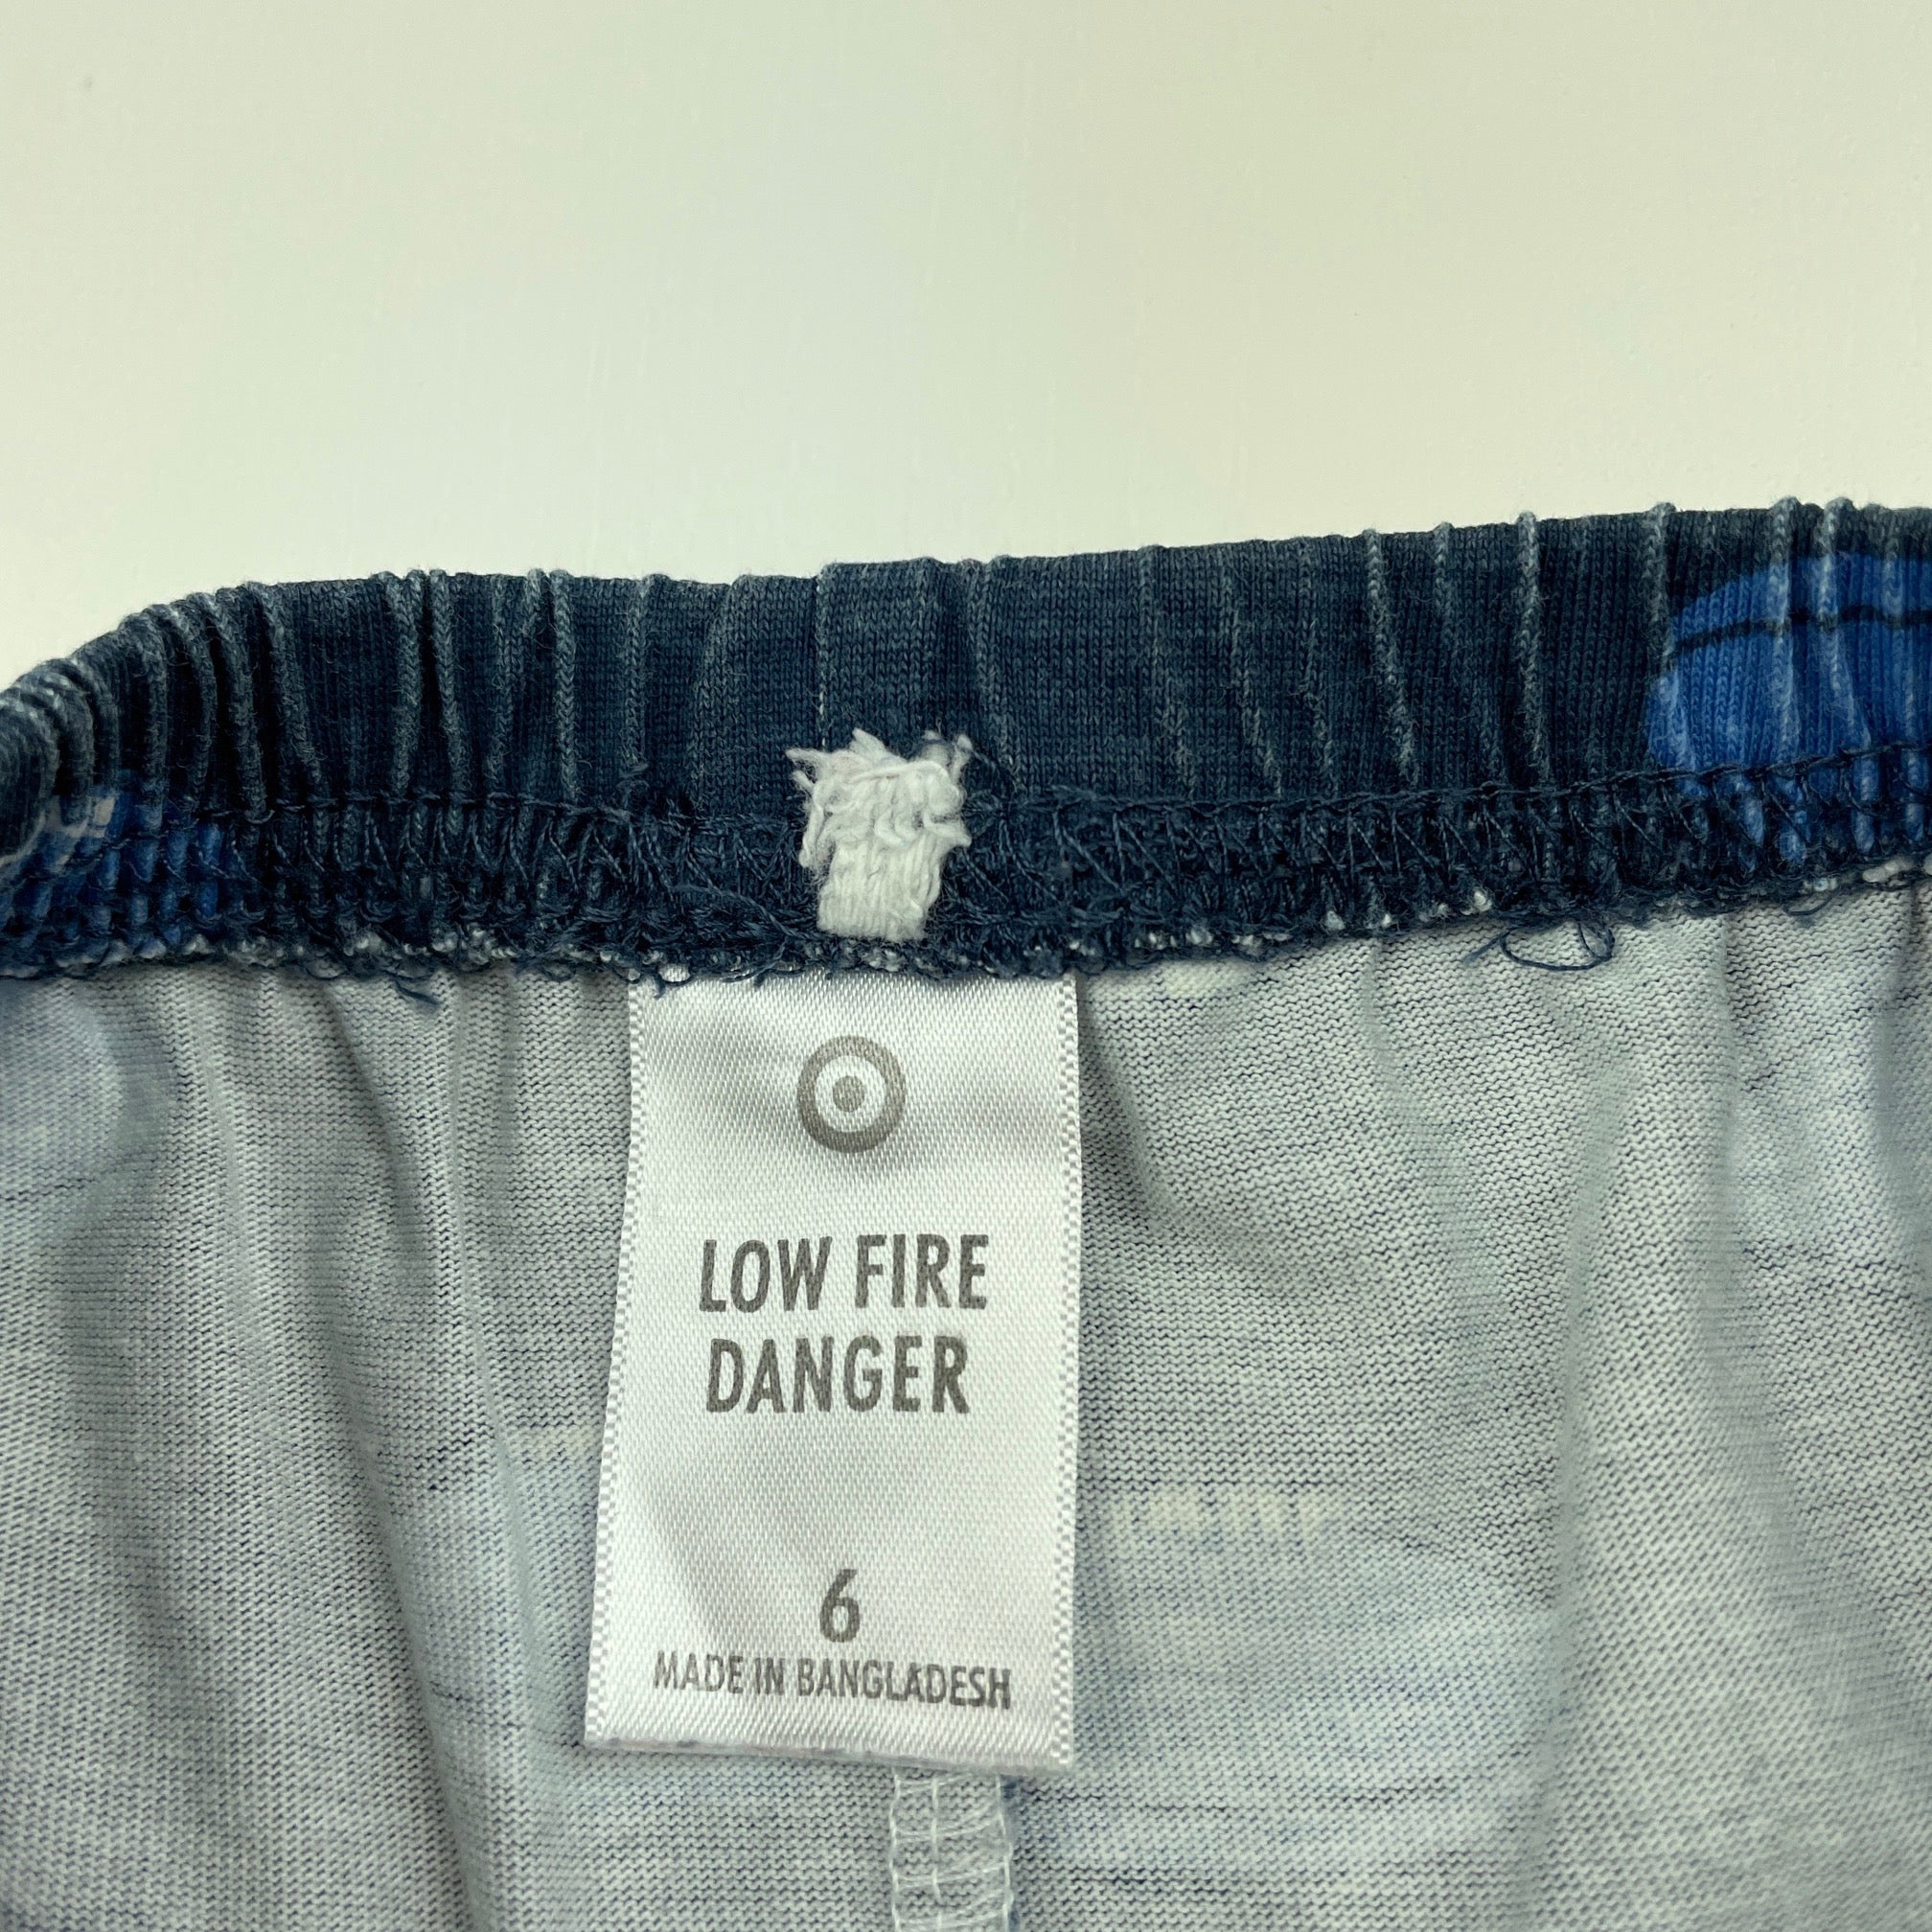 LOW FIRE
DANGER
6
MADE IN BANGLADESH